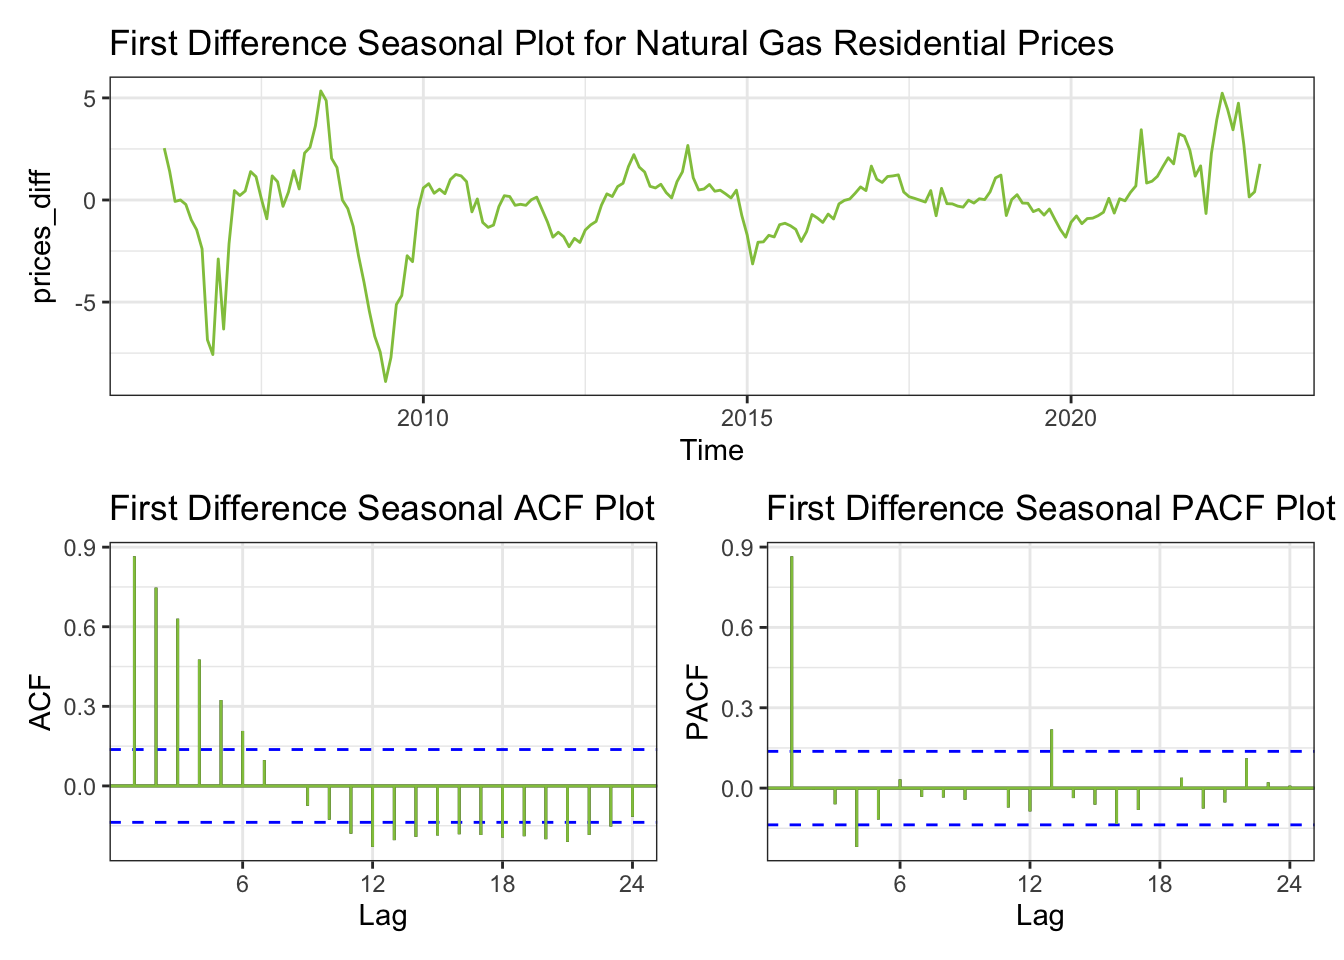 First Difference Seasonal Plot for Natural Gas Residential Prices
5
0
-5
prices_diff
2010 2015 2020
Time
First Difference Seasonal ACF Plot
0.9
0.6
0.3
0.0
ACF
6 12 18 24
Lag
First Difference Seasonal PACF Plot
0.9
0.6
0.3
0.0
PACF
6 12 18 24
Lag